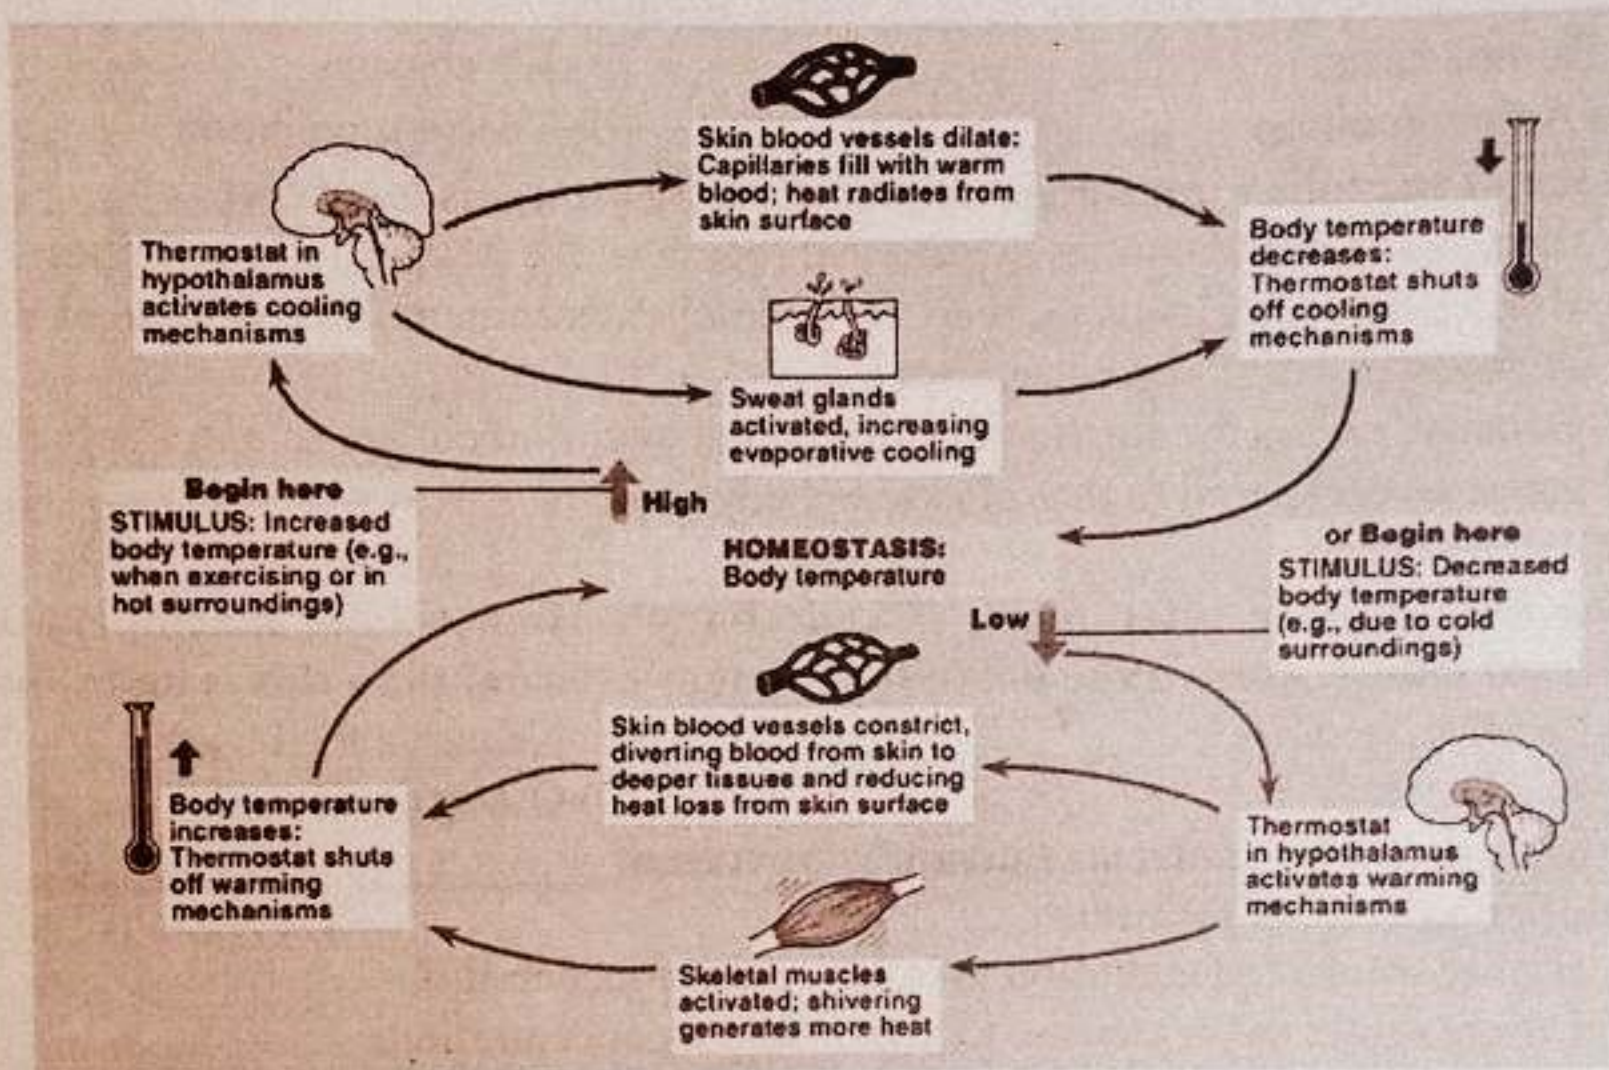 Skin blood vessels dilate:
Capillaries fill with warm
blood; heat radiates from
skin surface
Thermostat in
hypothalamus
activates cooling
mechanisms
Body temperature
decreases:
Thermostat shuts
off cooling
mechanisms
Sweat glands
activated, increasing
evaporative cooling
Begin here
STIMULUS: Increased
body temperature (e.g.,
when exercising or in
hot surroundings)
High
HOMEOSTASIS:
Body temperature
or Begin here
STIMULUS: Decreased
body temperature
(e.g., due to cold
surroundings)
Low
Skin blood vessels constrict,
diverting blood from skin to
deeper tissues and reducing
heat loss from skin surface
Body temperature
increases:
Thermostat shuts
off warming
mechanisms
Thermostat
in hypothalamus
activates warming
mechanisms
Skeletal muscles
activated; shivering
generates more heat